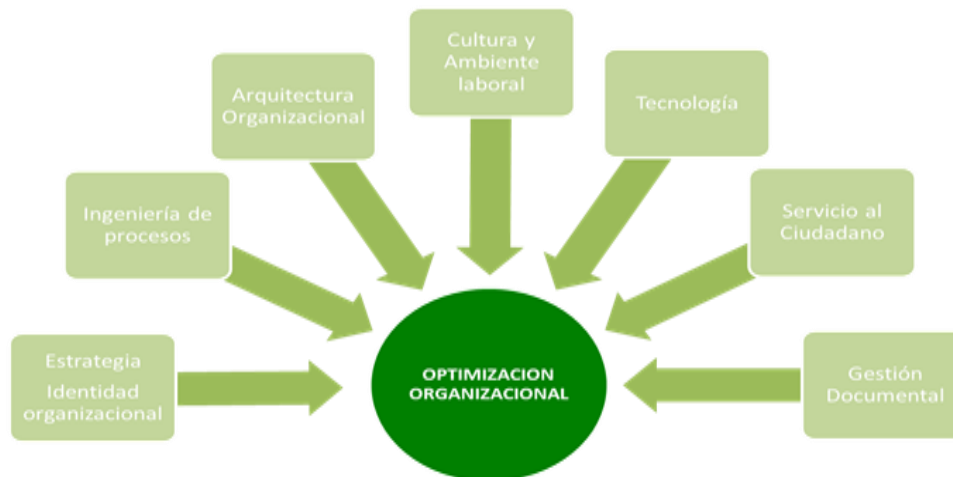 Cultura y
Ambiente
laboral
Arquitectura
Organizacional
Tecnología
Ingeniería de
procesos
Servicio al
Ciudadano
Estrategia
Identidad
organizacional
OPTIMIZACION
ORGANIZACIONAL
Gestión
Documental